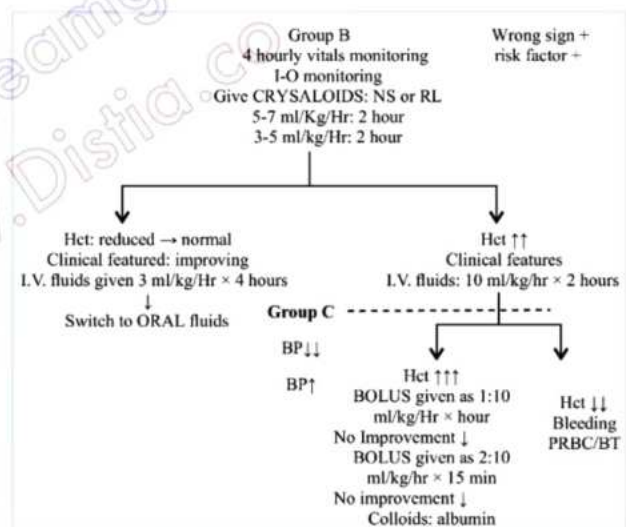 Group B
4 hourly vitals monitoring
I-O monitoring
Give CRYSALOIDS: NS or RL
5-7 ml/Kg/Hr: 2 hour
3-5 ml/kg/hr: 2 hour
Wrong sign +
risk factor +
Hct: reduced → normal
Clinical featured: improving
I.V. fluids given 3 ml/kg/Hr × 4 hours
↓
Switch to ORAL fluids
Hct ↑↑
Clinical features
I.V. fluids: 10 ml/kg/hr × 2 hours
Group C
BP↓↓
BP↑
Hct ↑↑↑
BOLUS given as 1:10
ml/kg/Hr × hour
No Improvement ↓
BOLUS given as 2:10
ml/kg/hr × 15 min
No improvement ↓
Colloids: albumin
Hct ↓↓
Bleeding
PRBC/BT